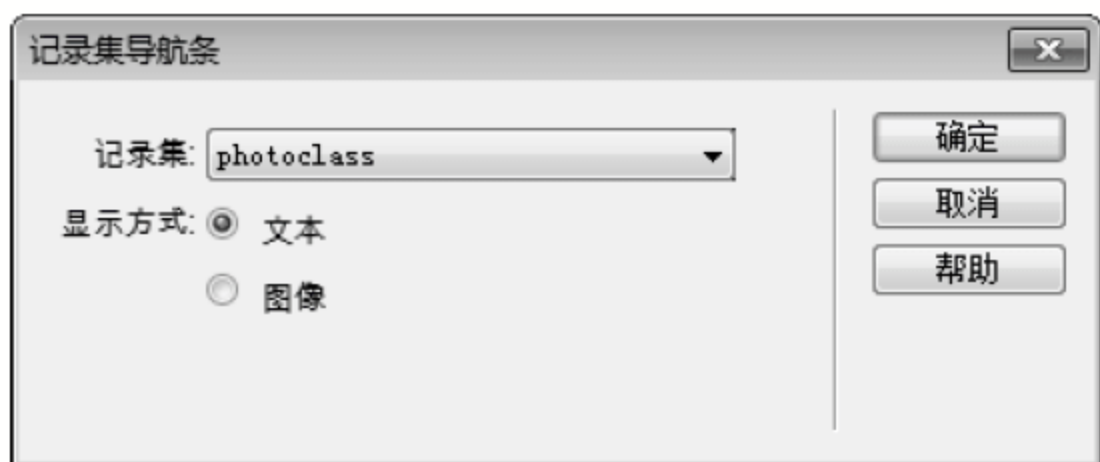 记录集导航条
记录集: photoclass
显示方式: 文本
图像
确定
取消
帮助